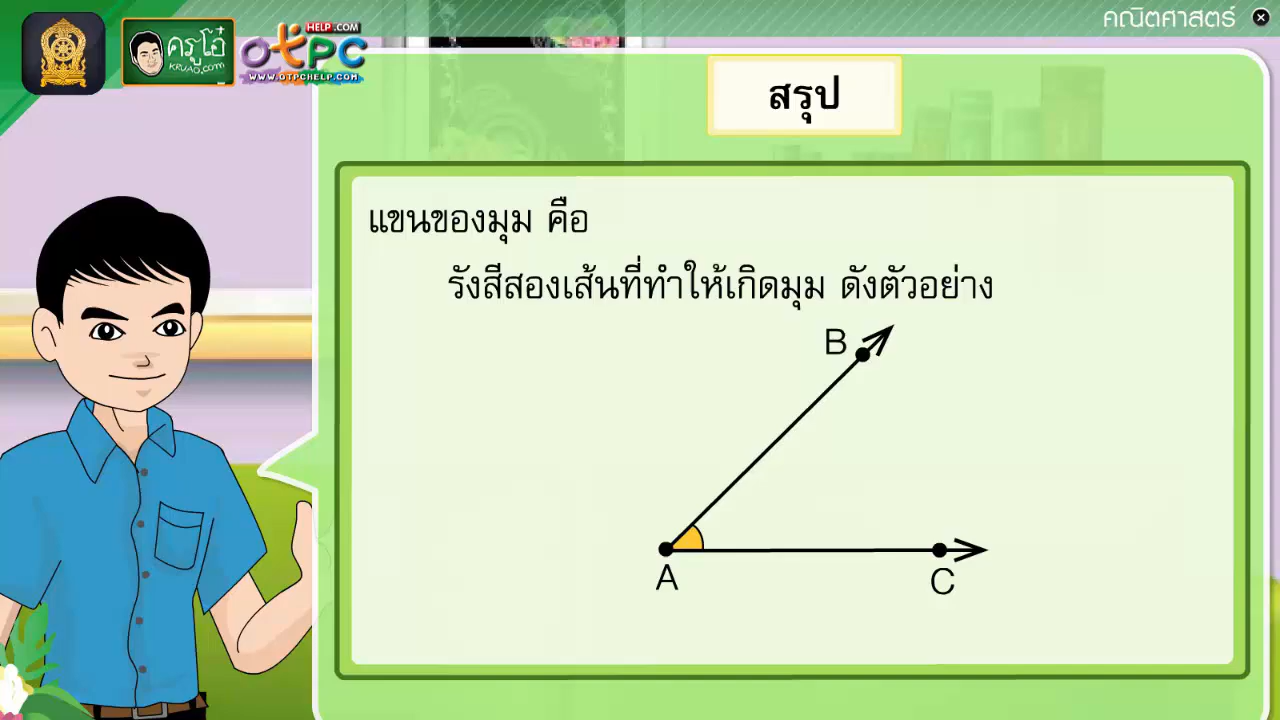 คณิตศาสตร์
ครูโอ๋
KRUAO.com
HELP.COM
OTPC
WWW.OTPCHELP.COM
สรุป
แขนของมุม คือ
รังสีสองเส้นที่ทำให้เกิดมุม ดังตัวอย่าง
B
A
C